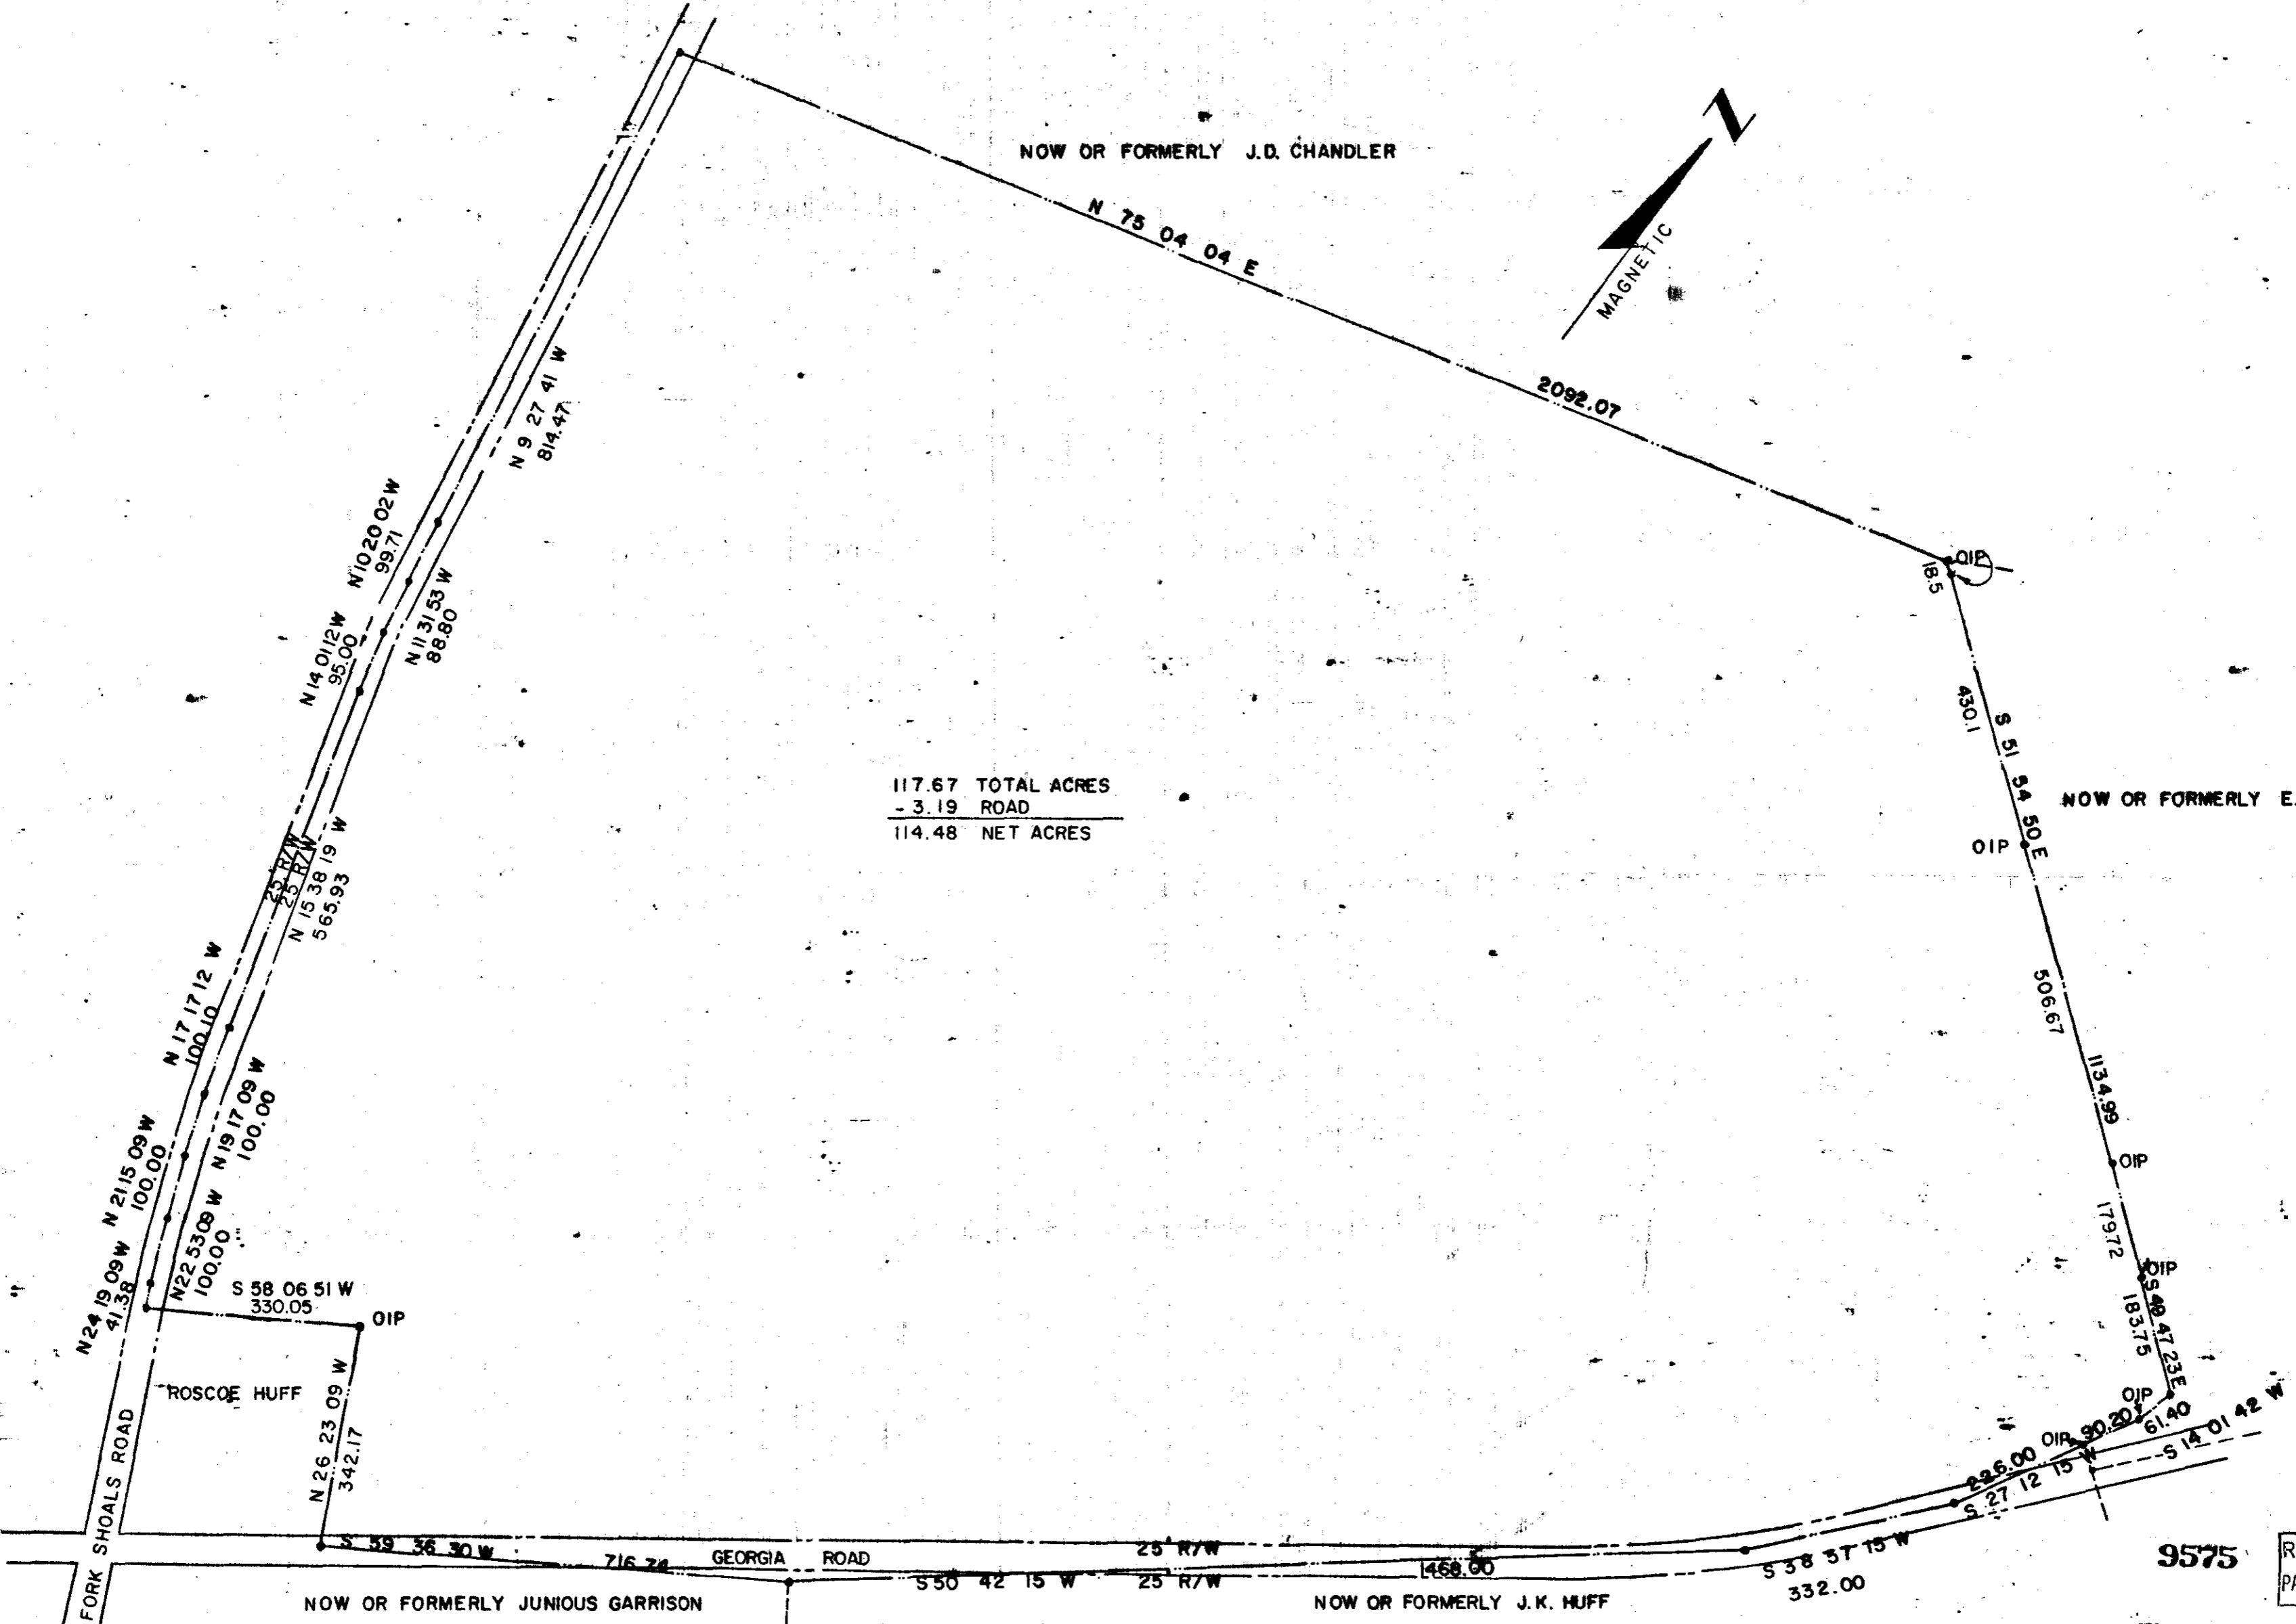 NOW OR FORMERLY J.D. CHANDLER
N 75 04 04 E
2092.07
N
MAGNETIC
N 9 27 41 W
814.47
N 10 20 02 W
99.71
N 11 31 53 W
88.80
N 14 01 12 W
95.00
25' R/W
25' R/W
N 15 38 19 W
565.93
N 17 17 12 W
100.10
N 19 17 09 W
100.00
N 21 15 09 W
100.00
N 22 53 09 W
100.00
N 24 19 09 W
41.38
S 58 06 51 W
330.05
OIP
ROSCOE HUFF
N 26 23 09 W
342.17
FORK SHOALS ROAD
117.67 TOTAL ACRES
- 3.19 ROAD
114.48 NET ACRES
OIP
18.5
430.1
S 51 54 50 E
NOW OR FORMERLY E.
OIP
506.67
1134.99
OIP
179.72
OIP
183.75
47 23 E
OIP
61.40
OIP
90.20
S 14 01 42 W
226.00
S 27 12 15 W
S 38 57 15 W
332.00
S 59 36 30 W
716.74
GEORGIA ROAD
25' R/W
S 50 42 15 W
25' R/W
1468.00
NOW OR FORMERLY JUNIOUS GARRISON
NOW OR FORMERLY J.K. HUFF
9575